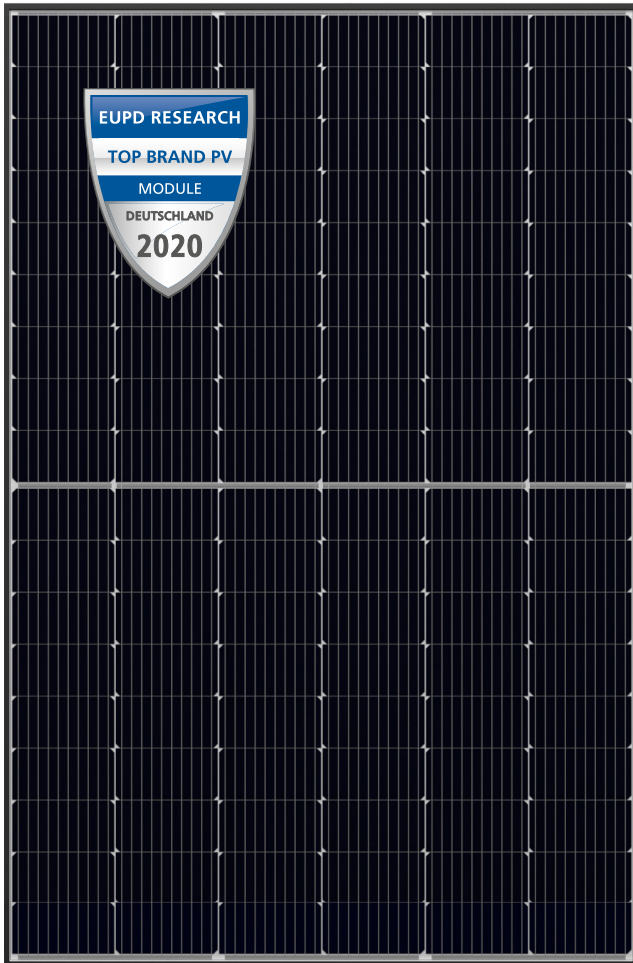 EUPD RESEARCH
TOP BRAND PV
MODULE
DEUTSCHLAND
2020